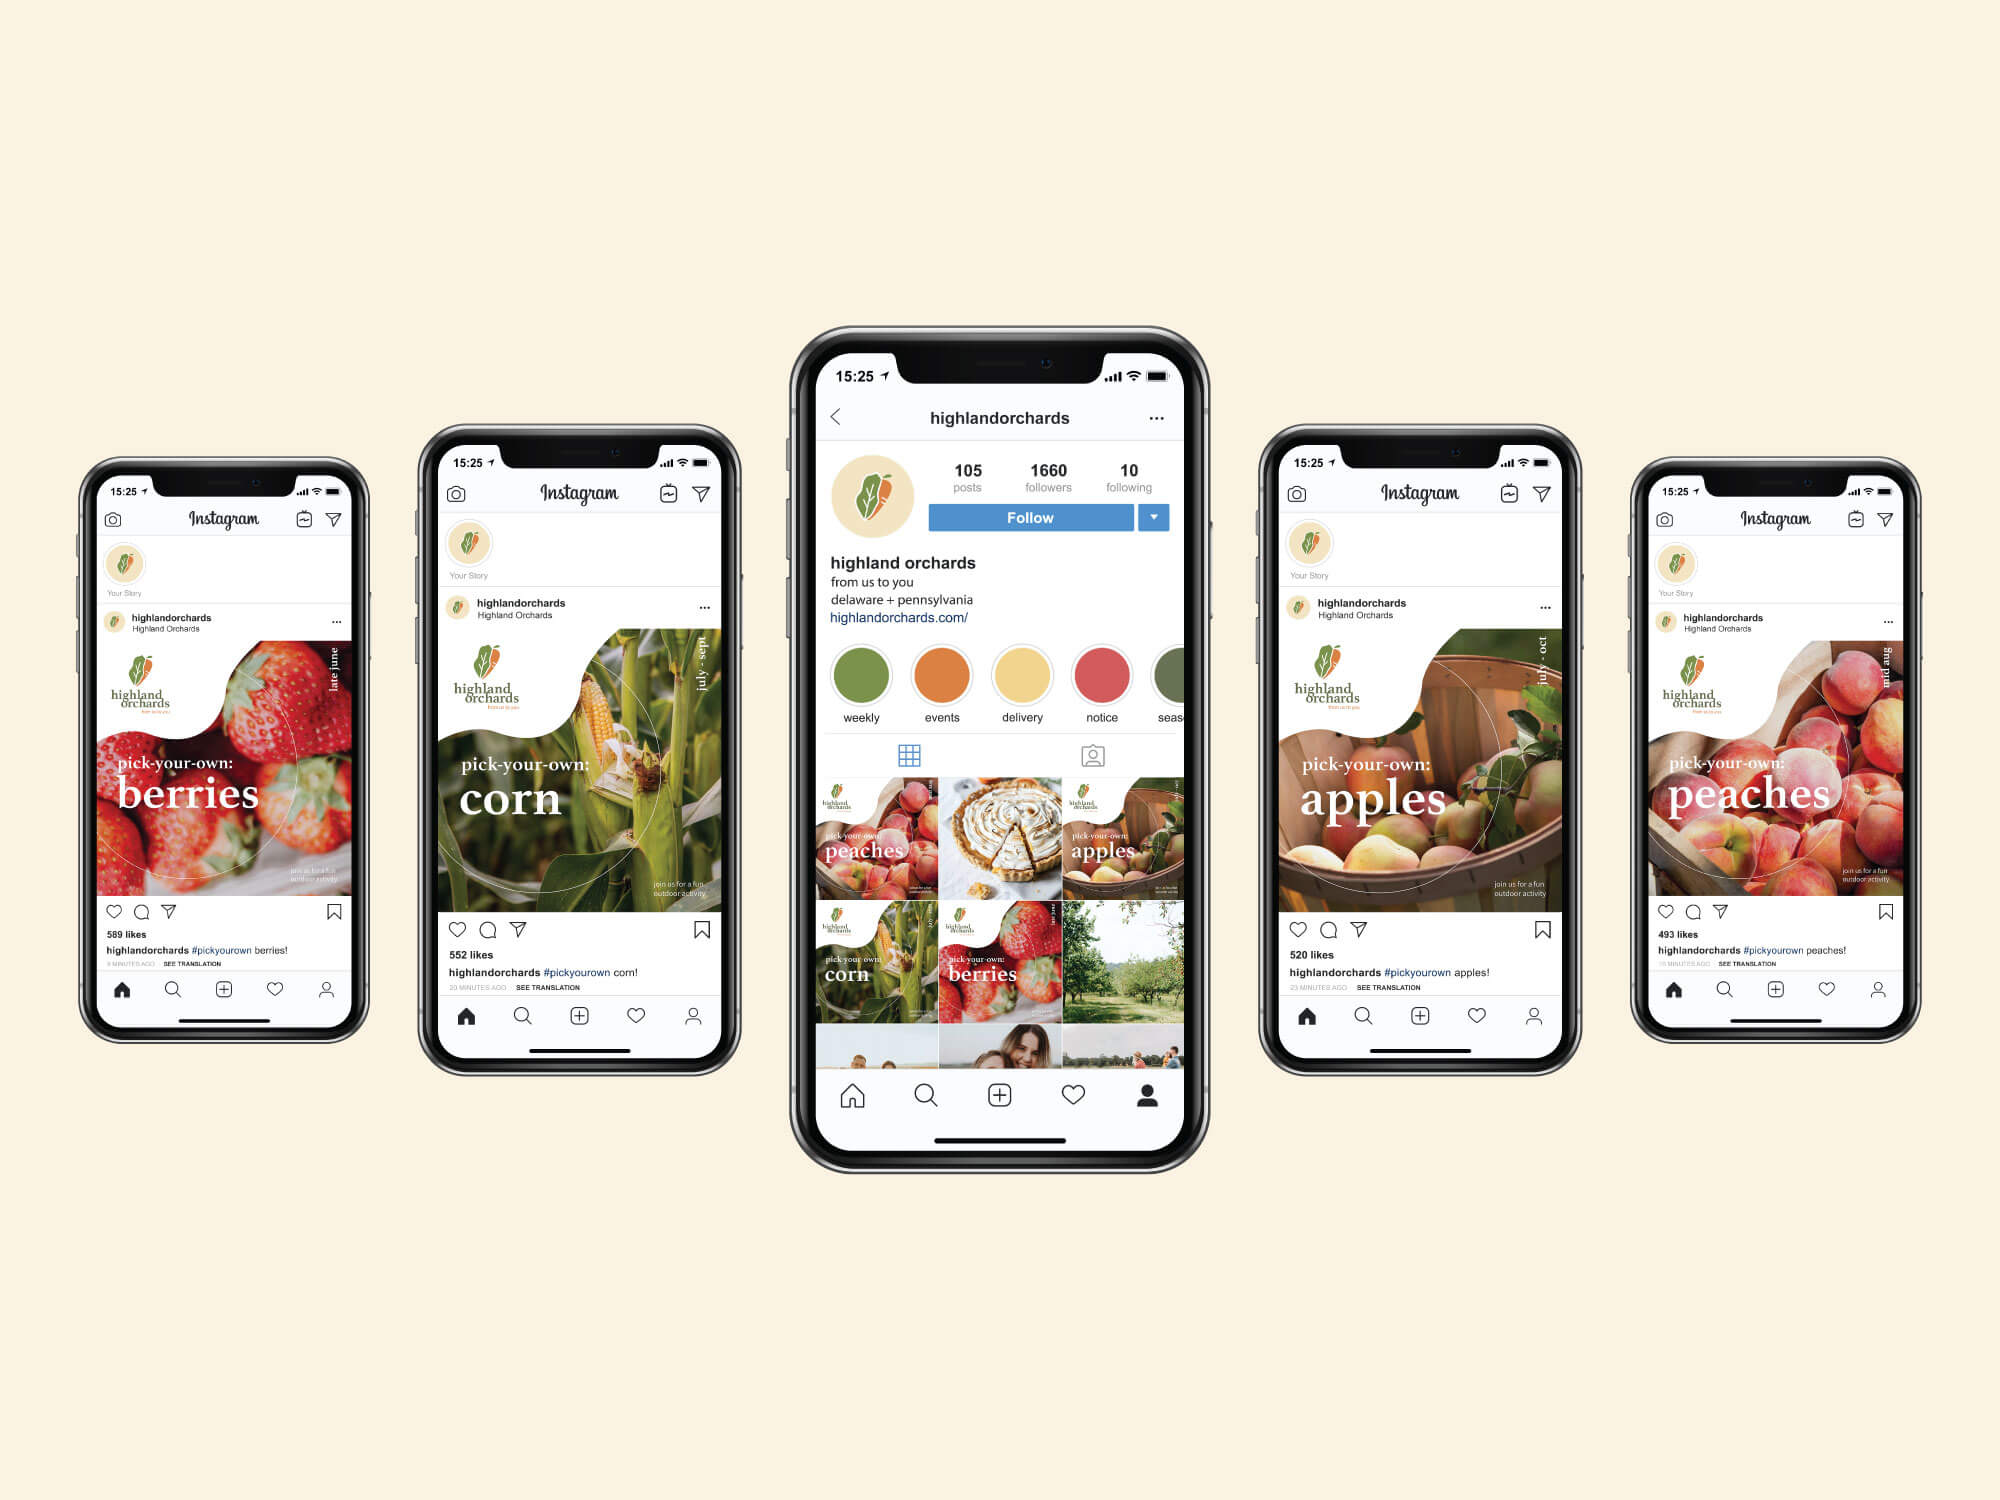 15:25
Instagram
Your Story
highlandorchards
Highland Orchards
highland
orchards
from us to you
late june
pick-your-own:
berries
join us for a fun
outdoor activity
589 likes
highlandorchards #pickyourown berries!
MINUTES AGO SEE TRANSLATION
15:25
Instagram
Your Story
highlandorchards
Highland Orchards
highland
orchards
from us to you
july - sept
pick-your-own:
corn
join us for a fun
outdoor activity
552 likes
highlandorchards #pickyourown corn!
20 MINUTES AGO SEE TRANSLATION
15:25
highlandorchards
105 1660 10
posts followers following
Follow
highland orchards
from us to you
delaware + pennsylvania
highlandorchards.com/
weekly events delivery notice seas
highland
orchards
pick-your-own:
peaches
highland
orchards
pick-your-own:
apples
highland
orchards
pick-your-own:
corn
highland
orchards
late june
pick-your-own:
berries
15:25
Instagram
Your Story
highlandorchards
Highland Orchards
highland
orchards
from us to you
july - oct
pick-your-own:
apples
join us for a fun
outdoor activity
520 likes
highlandorchards #pickyourown apples!
23 MINUTES AGO SEE TRANSLATION
15:25
Instagram
Your Story
highlandorchards
Highland Orchards
highland
orchards
from us to you
mid aug
pick-your-own:
peaches
join us for a fun
outdoor activity
493 likes
highlandorchards #pickyourown peaches!
MINUTES AGO SEE TRANSLATION